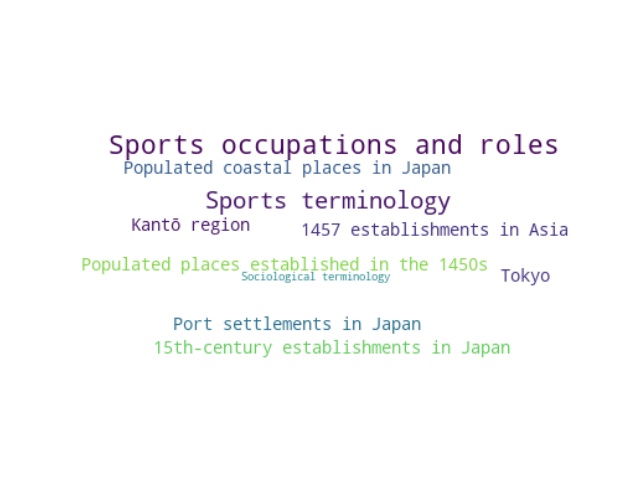 Sports occupations and roles
Populated coastal places in Japan
Sports terminology
Kantō region
1457 establishments in Asia
Populated places established in the 1450s
Sociological terminology
Tokyo
Port settlements in Japan
15th-century establishments in Japan